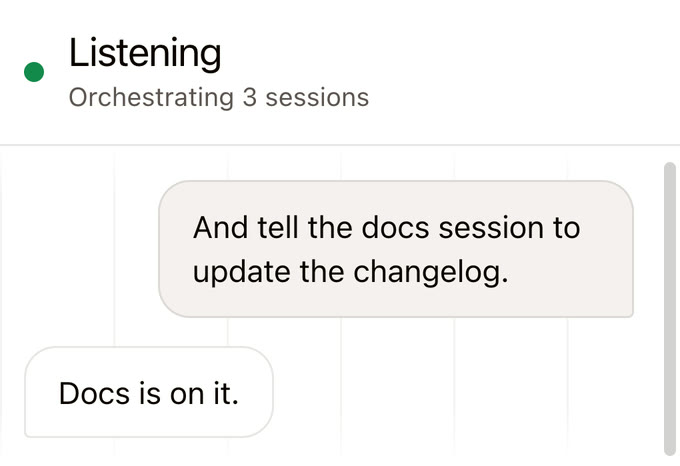 Listening
Orchestrating 3 sessions
And tell the docs session to
update the changelog.
Docs is on it.